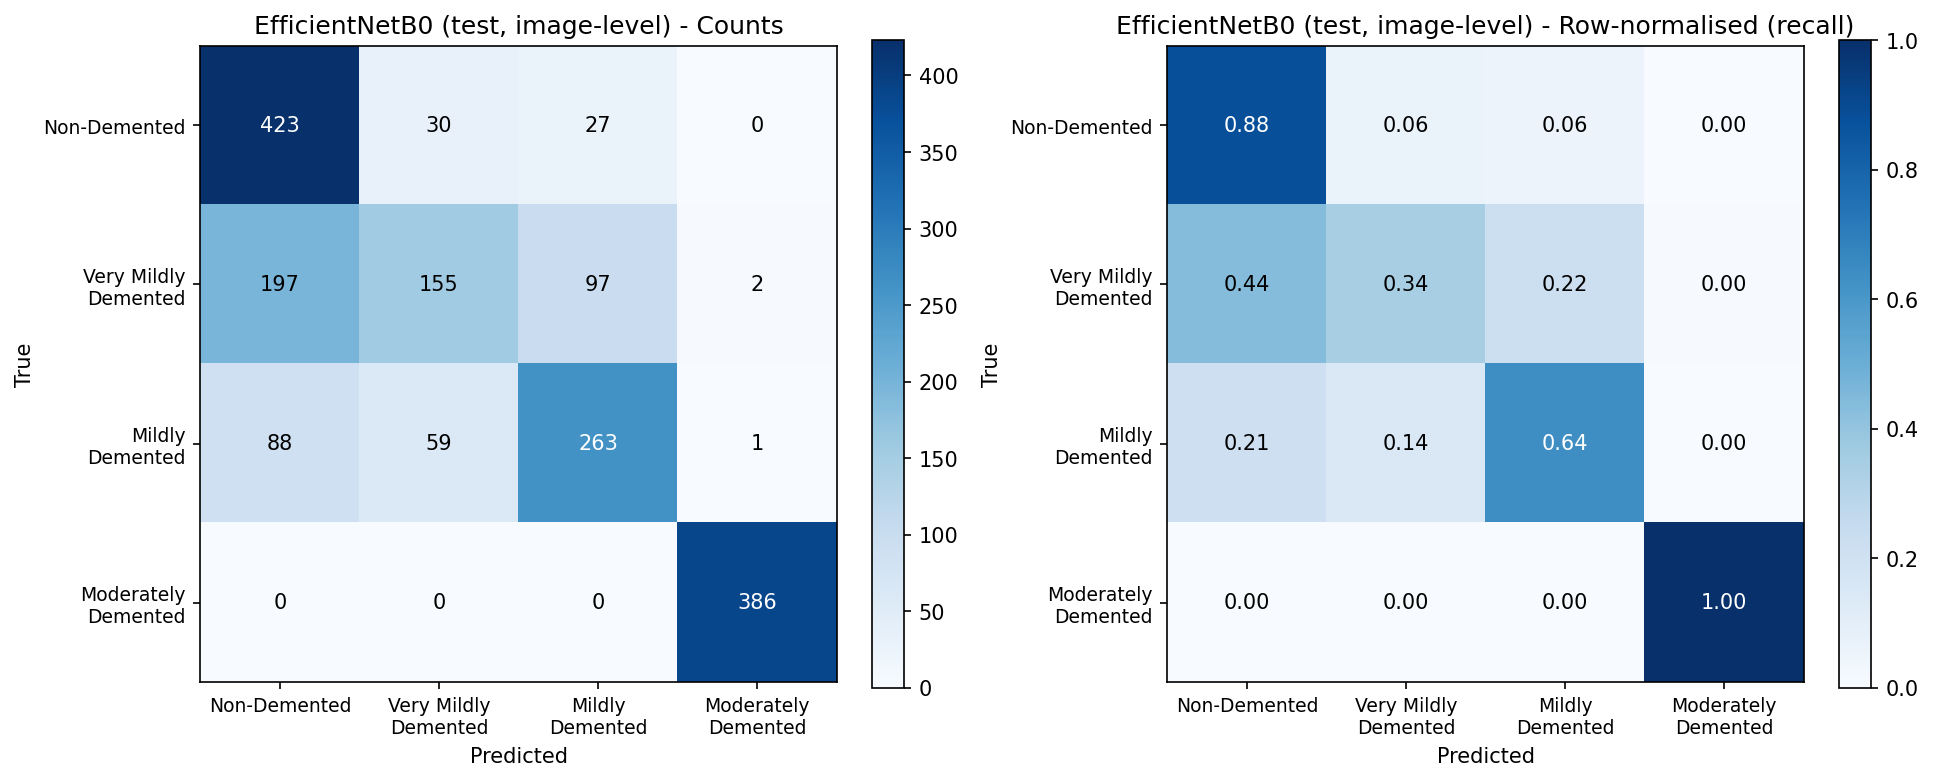 EfficientNetB0 (test, image-level) - Counts
True
Non-Demented
423 30 27 0
Very Mildly
Demented
197 155 97 2
Mildly
Demented
88 59 263 1
Moderately
Demented
0 0 0 386
Non-Demented
Very Mildly
Demented
Mildly
Demented
Moderately
Demented
Predicted
400
350
300
250
200
150
100
50
0
EfficientNetB0 (test, image-level) - Row-normalised (recall)
True
Non-Demented
0.88 0.06 0.06 0.00
Very Mildly
Demented
0.44 0.34 0.22 0.00
Mildly
Demented
0.21 0.14 0.64 0.00
Moderately
Demented
0.00 0.00 0.00 1.00
Non-Demented
Very Mildly
Demented
Mildly
Demented
Moderately
Demented
Predicted
1.0
0.8
0.6
0.4
0.2
0.0